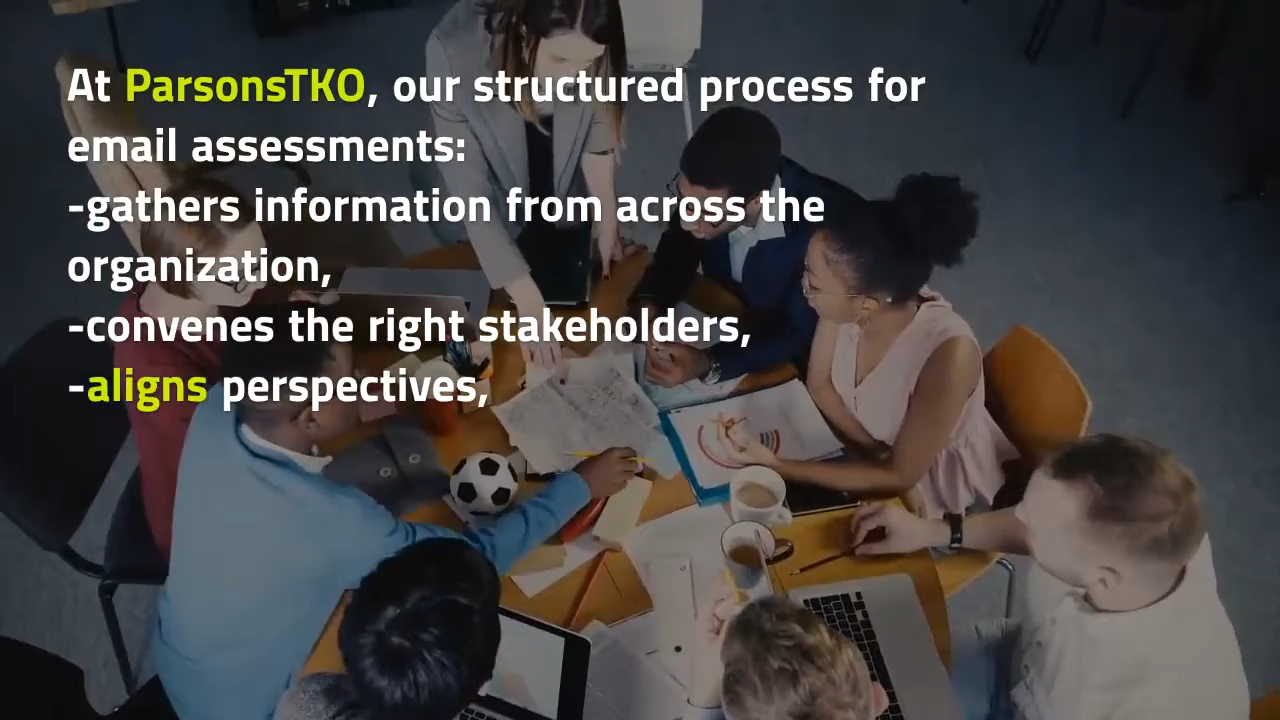 At ParsonsTKO, our structured process for
email assessments:
-gathers information from across the
organization,
-convenes the right stakeholders,
-aligns perspectives,